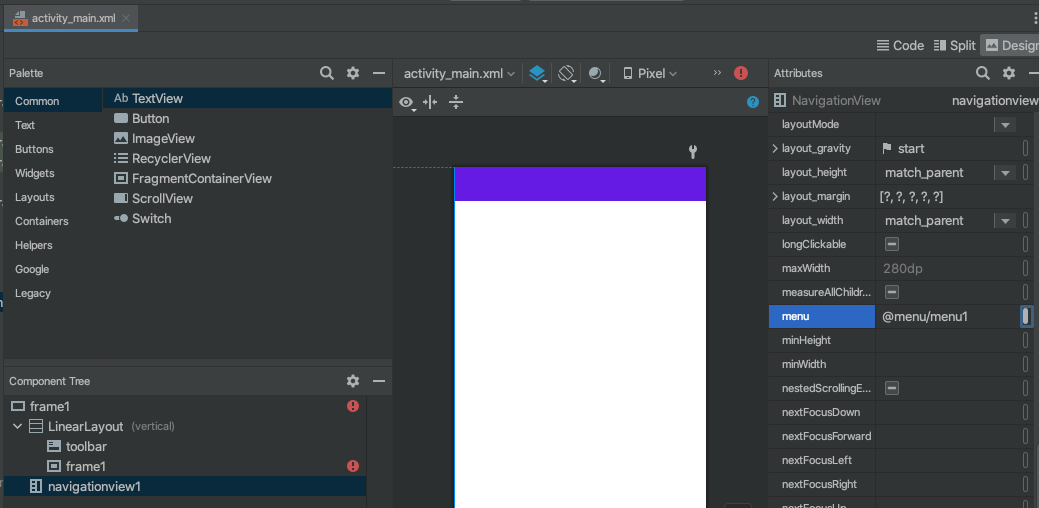 activity_main.xml
Code
Split
Design
Palette
activity_main.xml
Pixel
Attributes
Common
Text
Buttons
Widgets
Layouts
Containers
Helpers
Google
Legacy
Ab TextView
Button
ImageView
RecyclerView
FragmentContainerView
ScrollView
Switch
NavigationView navigationview
layoutMode
layout_gravity start
layout_height match_parent
layout_margin [?, ?, ?, ?, ?]
layout_width match_parent
longClickable
maxWidth 280dp
measureAllChildr...
menu @menu/menu1
minHeight
minWidth
nestedScrollingE...
nextFocusDown
nextFocusForward
nextFocusLeft
nextFocusRight
nextFocusUp
Component Tree
frame1
LinearLayout (vertical)
toolbar
frame1
navigationview1